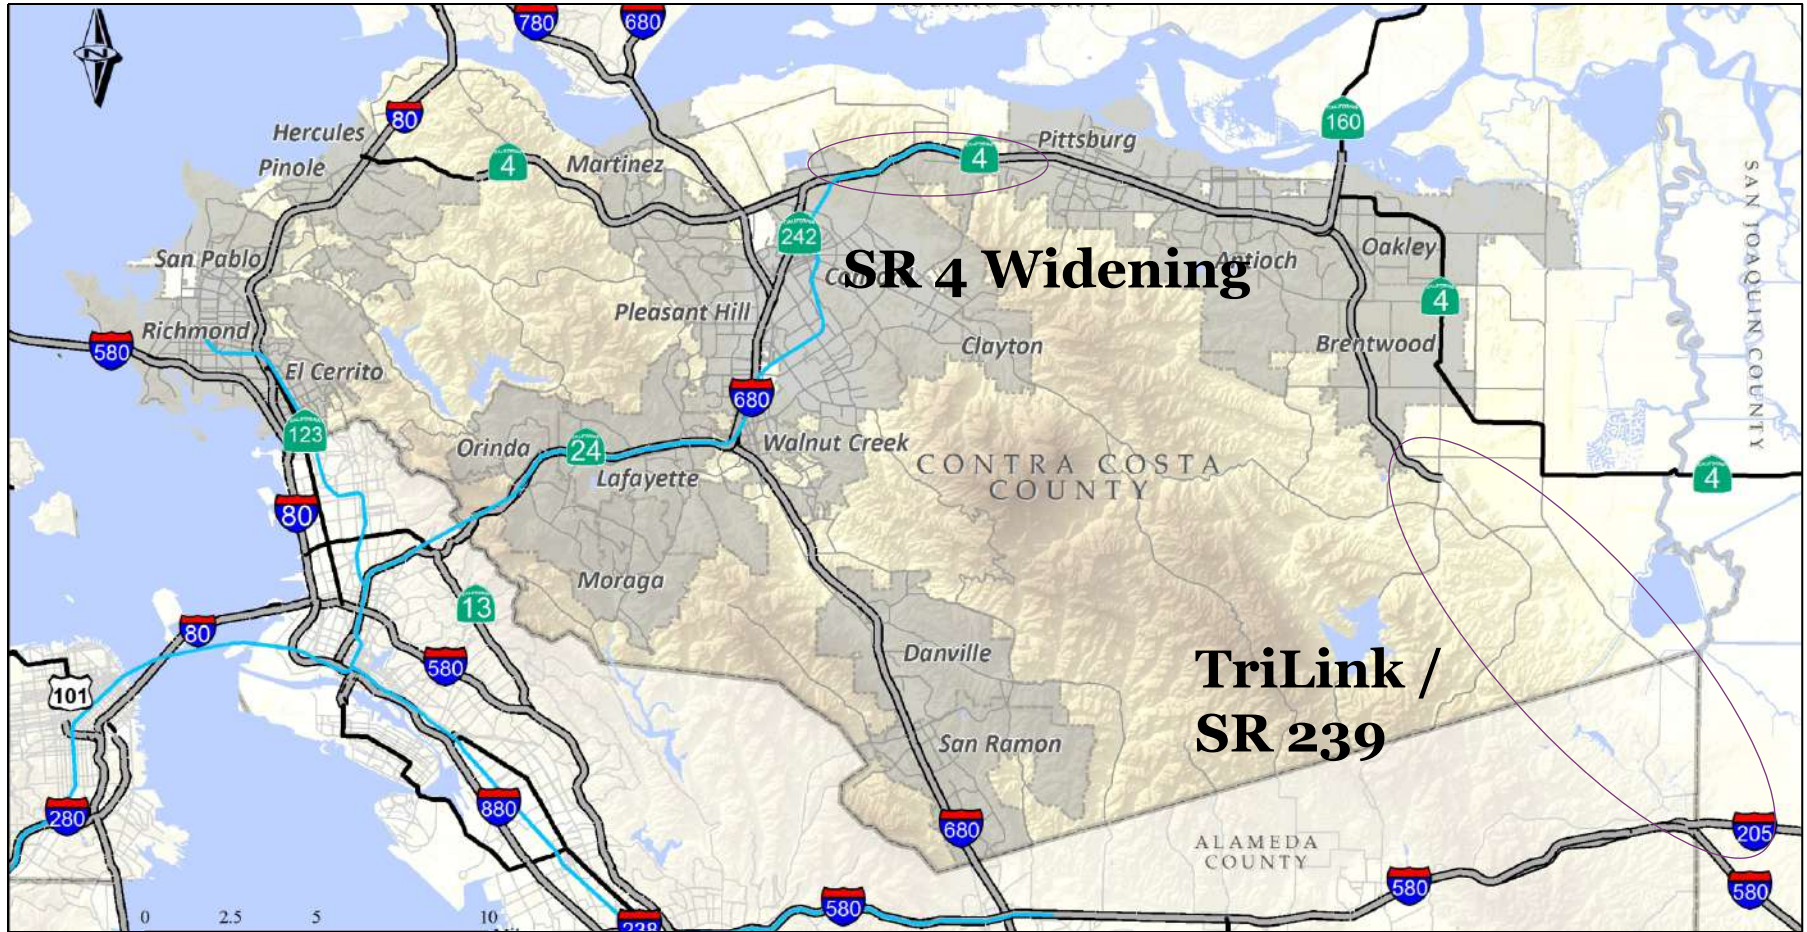 780
680
80
160
Hercules
Pinole
4
Martinez
4
Pittsburg
SAN JOAQUIN COUNTY
San Pablo
242
SR 4 Widening
Antioch
Oakley
Richmond
580
Pleasant Hill
4
El Cerrito
Clayton
Brentwood
680
123
Orinda
24
Walnut Creek
Lafayette
CONTRA COSTA
COUNTY
4
80
Moraga
13
80
580
Danville
TriLink /
SR 239
101
San Ramon
280
880
680
205
ALAMEDA
COUNTY
580
580
580
0 2.5 5 10
238